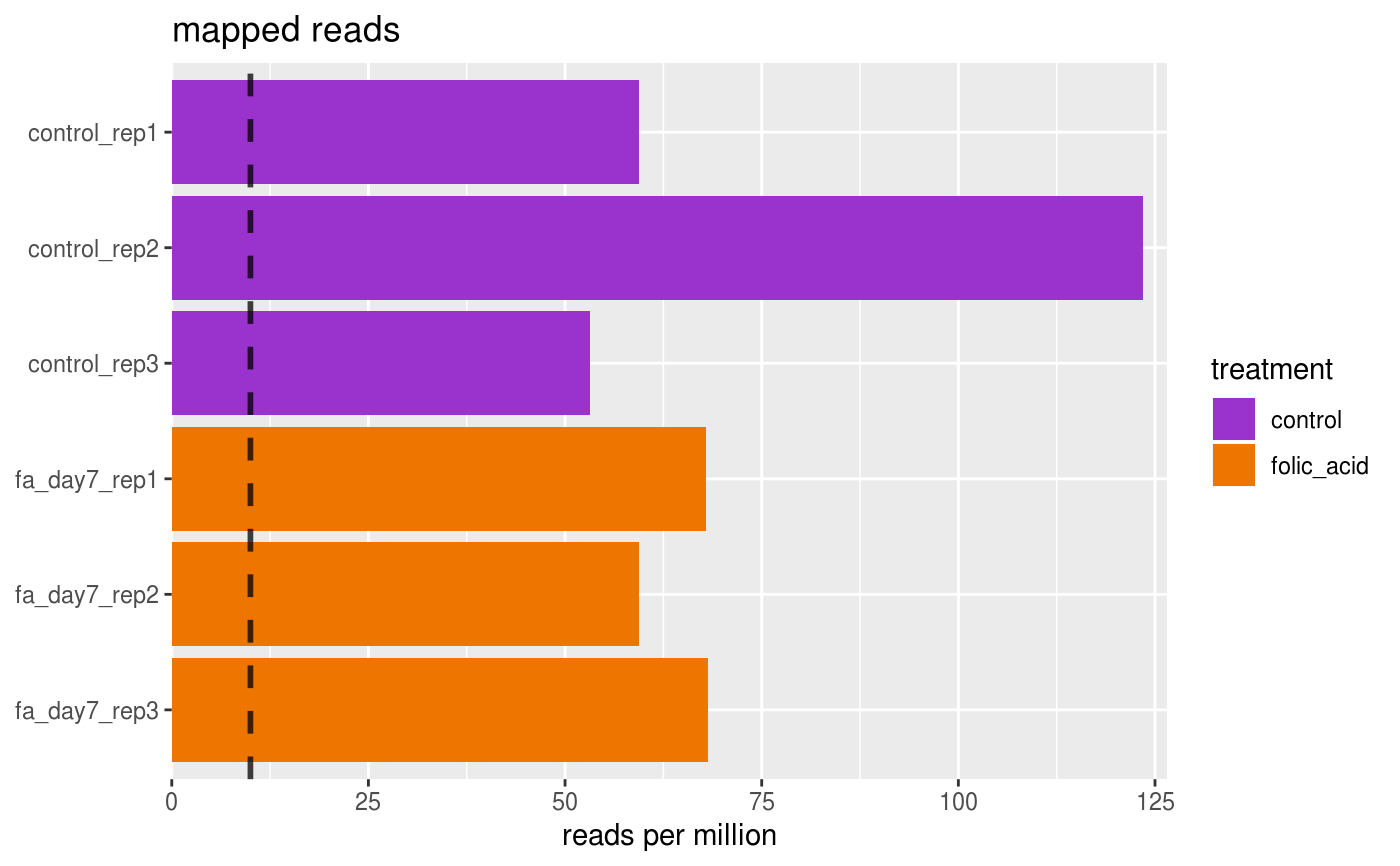 mapped reads
control_rep1
control_rep2
control_rep3
fa_day7_rep1
fa_day7_rep2
fa_day7_rep3
0 25 50 75 100 125
reads per million
treatment
control
folic_acid